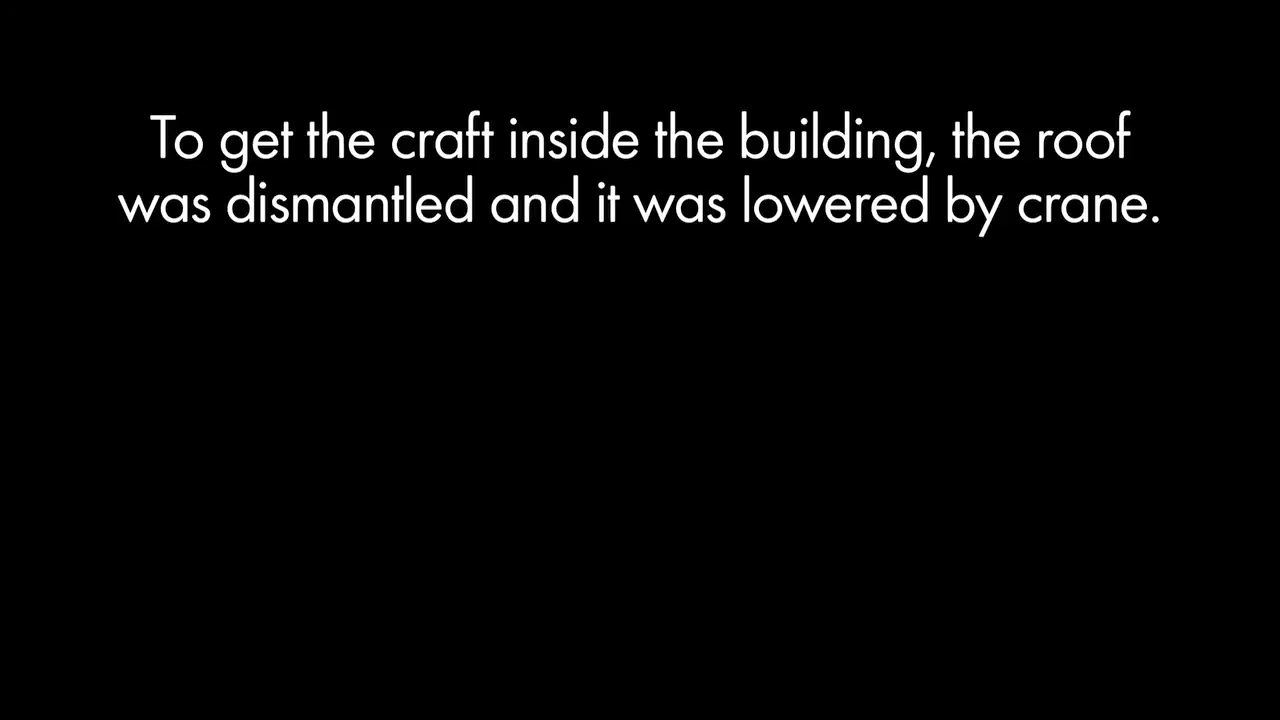 To get the craft inside the building, the roof
was dismantled and it was lowered by crane.